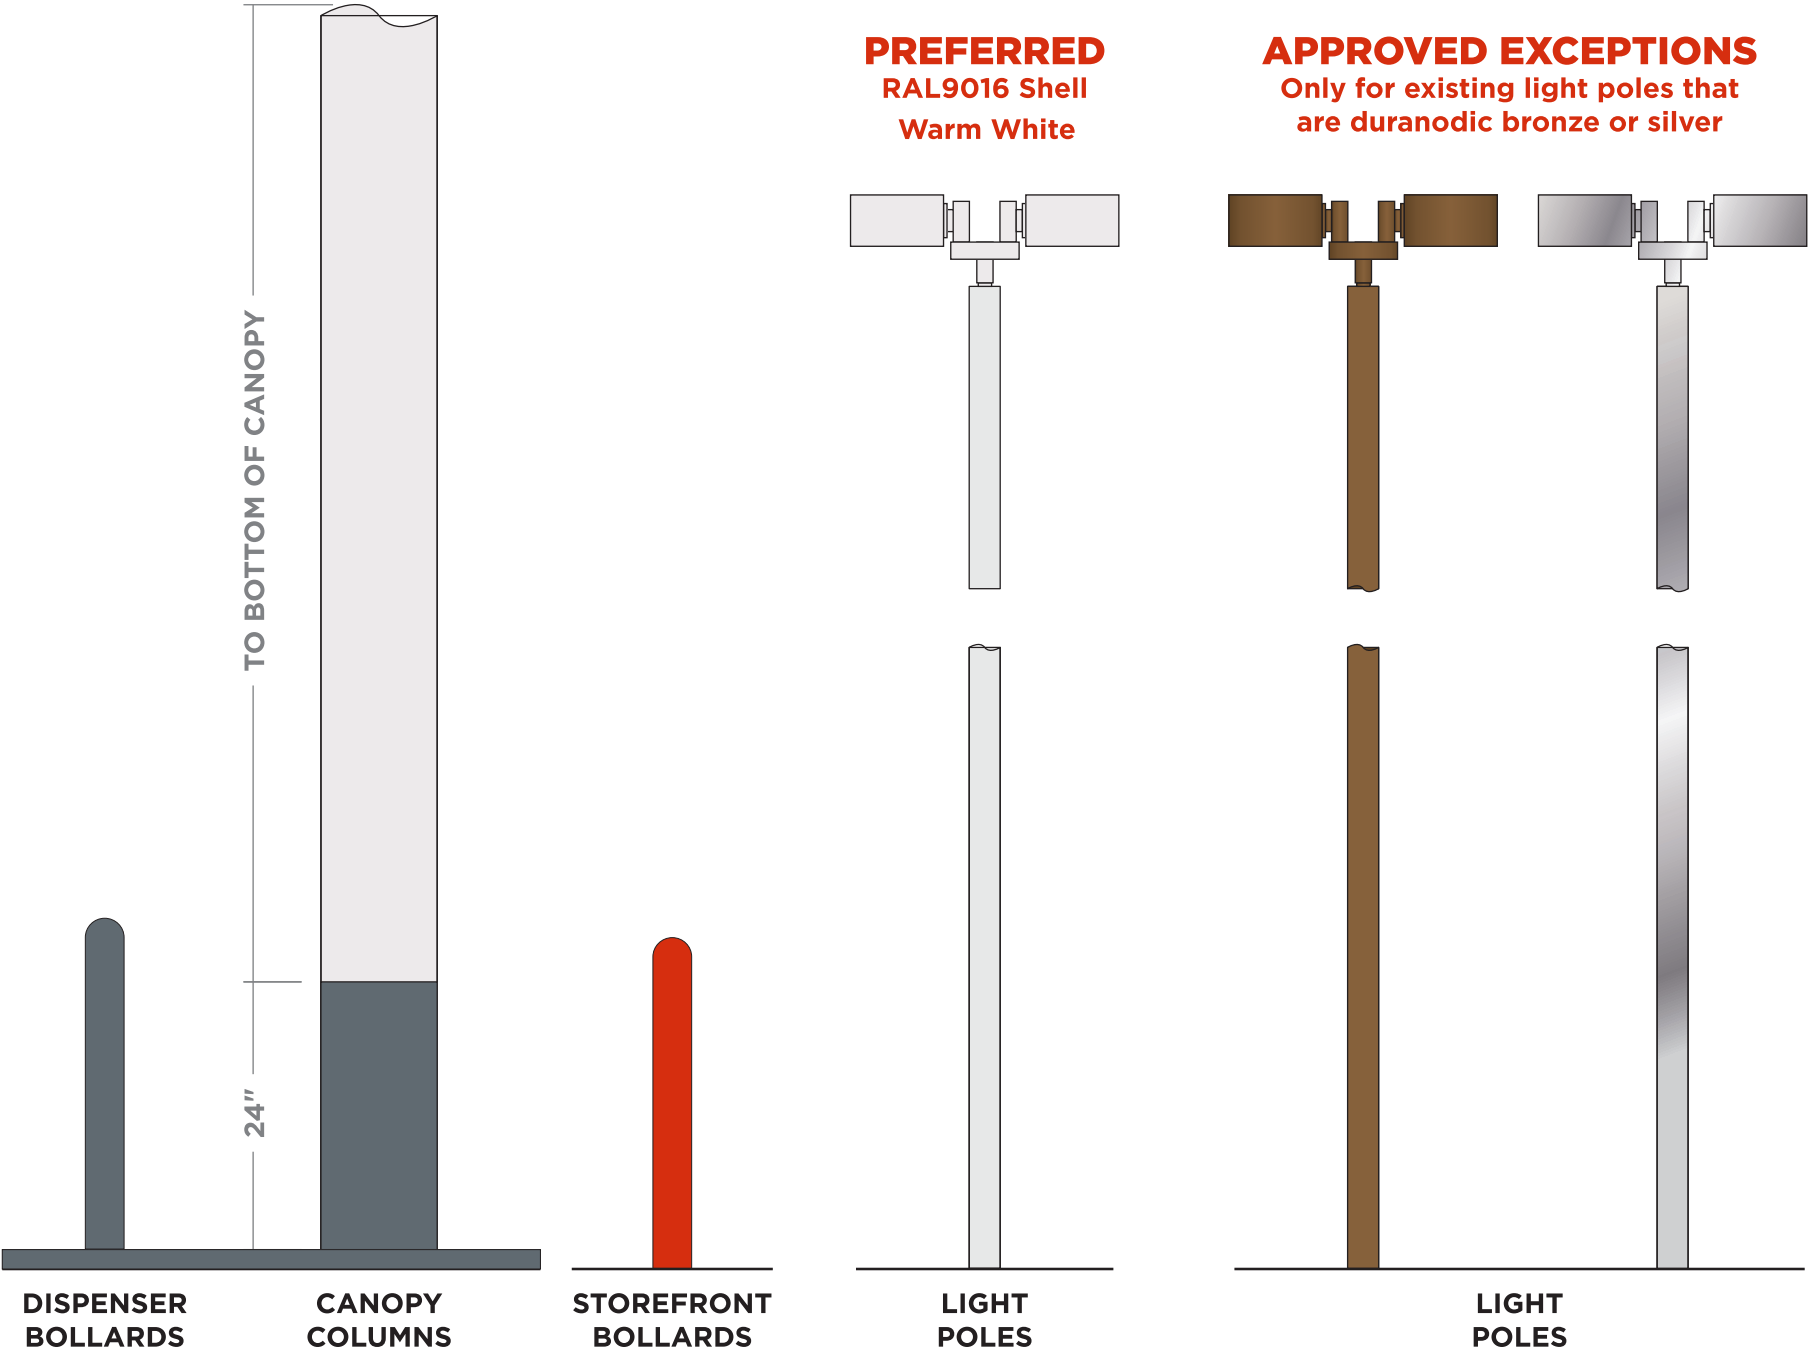 PREFERRED
RAL9016 Shell
Warm White
APPROVED EXCEPTIONS
Only for existing light poles that
are duranodic bronze or silver
TO BOTTOM OF CANOPY
24”
DISPENSER
BOLLARDS
CANOPY
COLUMNS
STOREFRONT
BOLLARDS
LIGHT
POLES
LIGHT
POLES